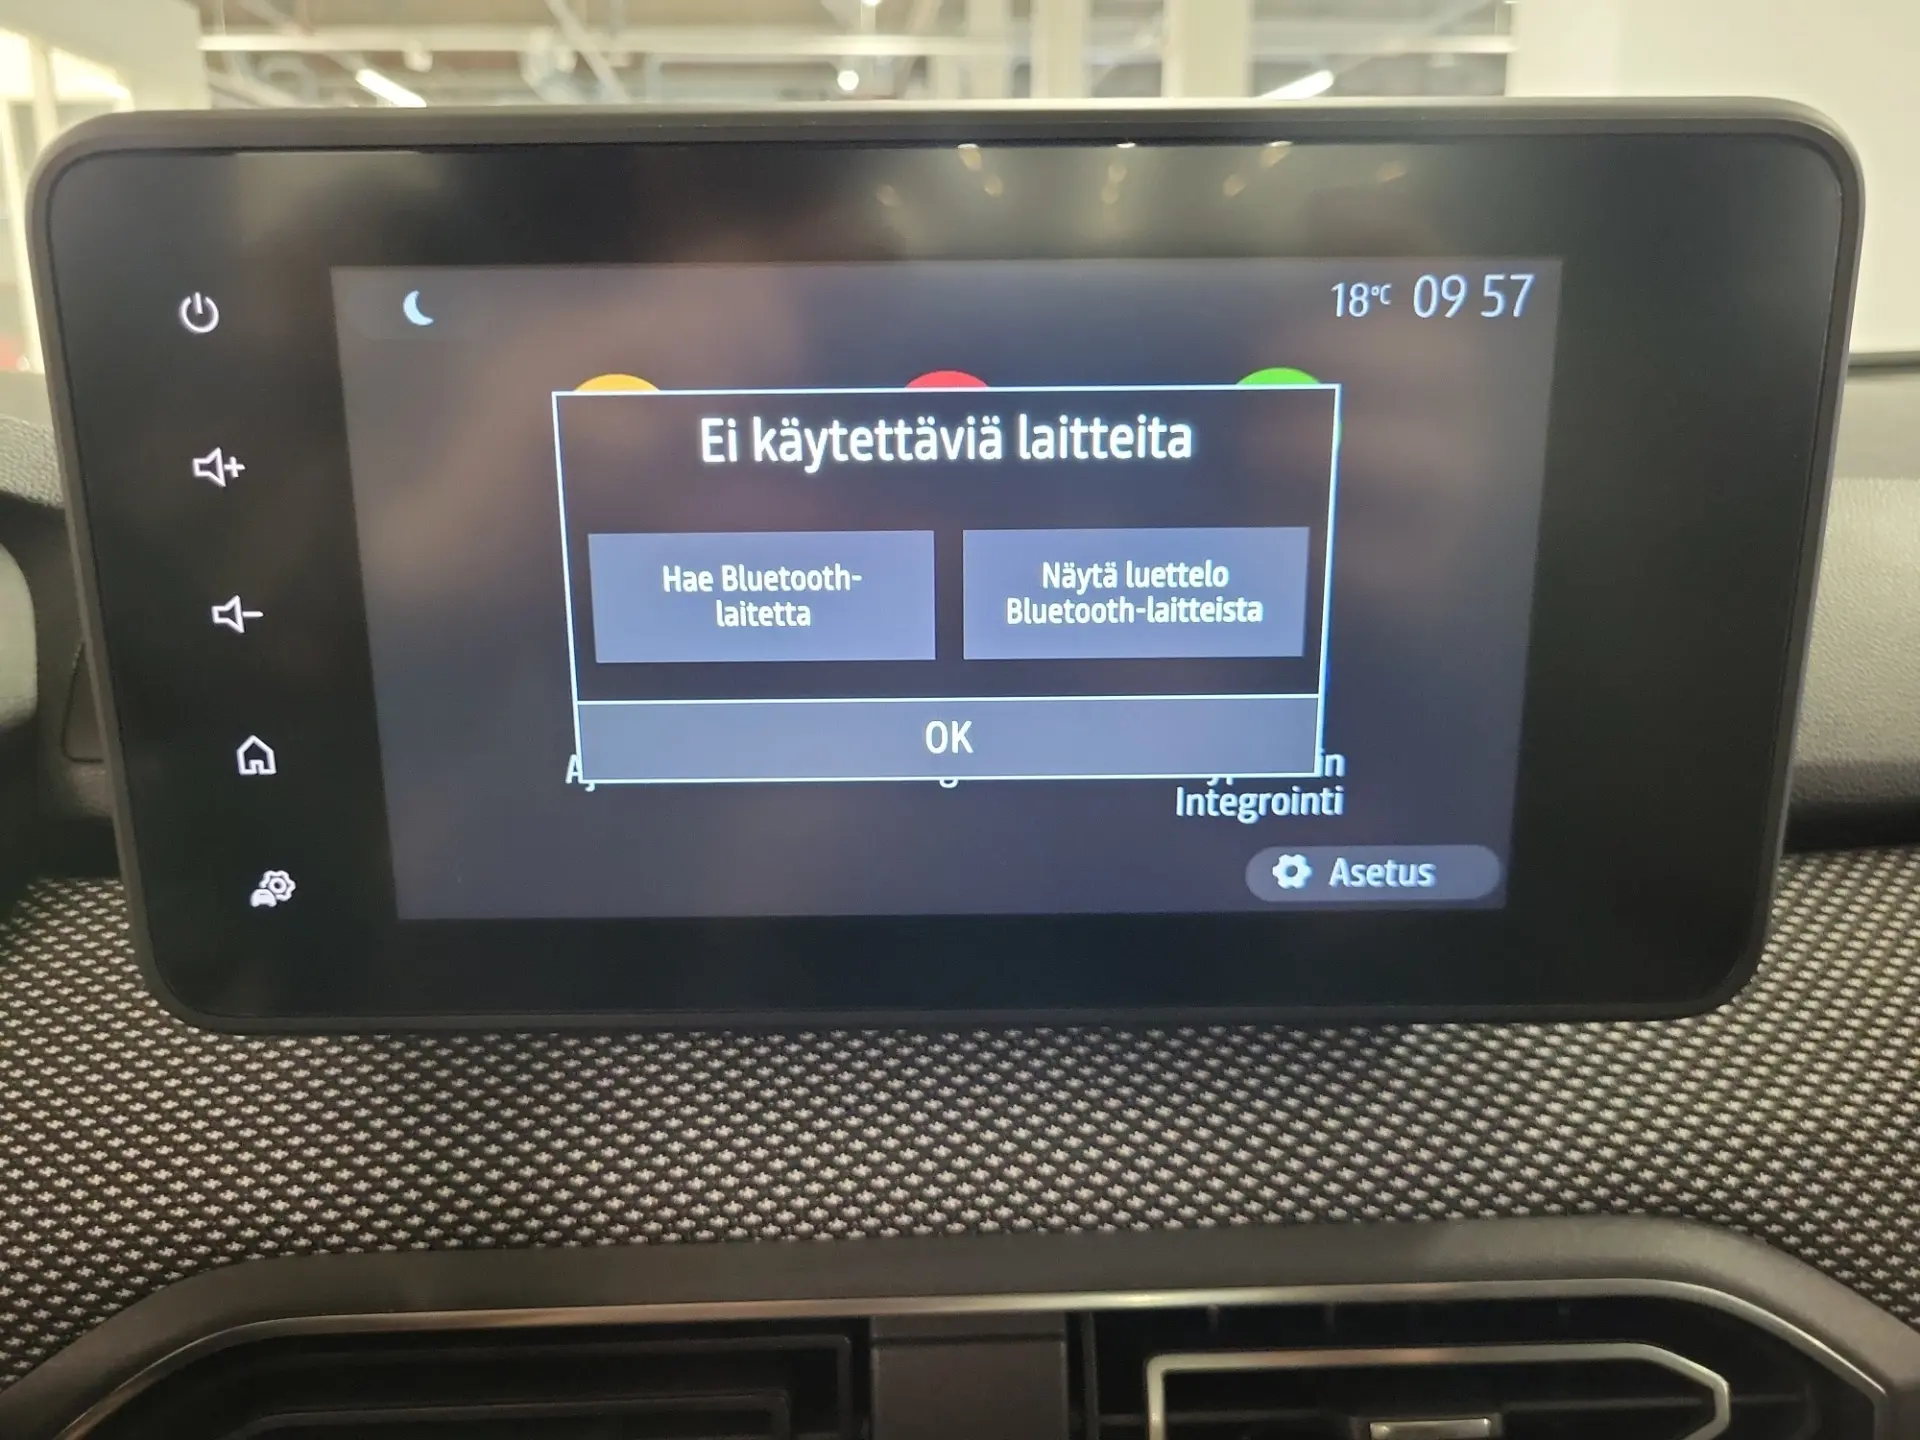 18°C 09 57
Ei käytettäviä laitteita
Hae Bluetooth-
laitetta
Näytä luettelo
Bluetooth-laitteista
OK
Integrointi
Asetus